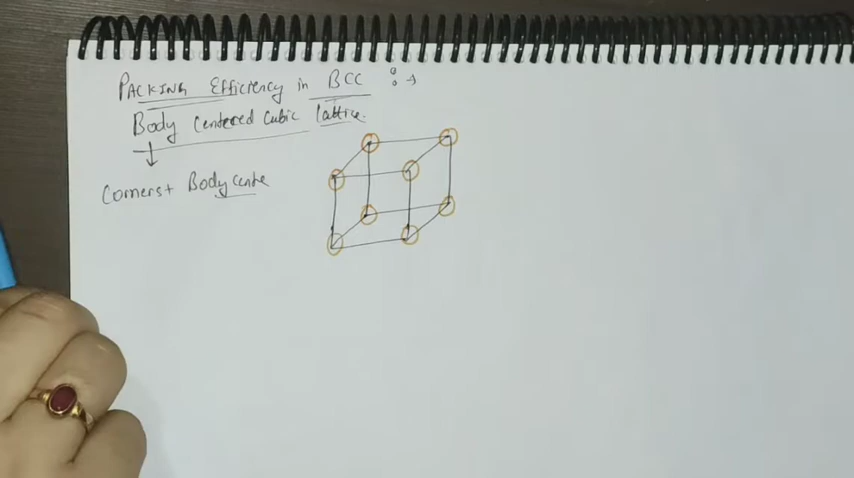 PACKING Efficiency in BCC :→
Body centered cubic lattice.
Corners + Body centre